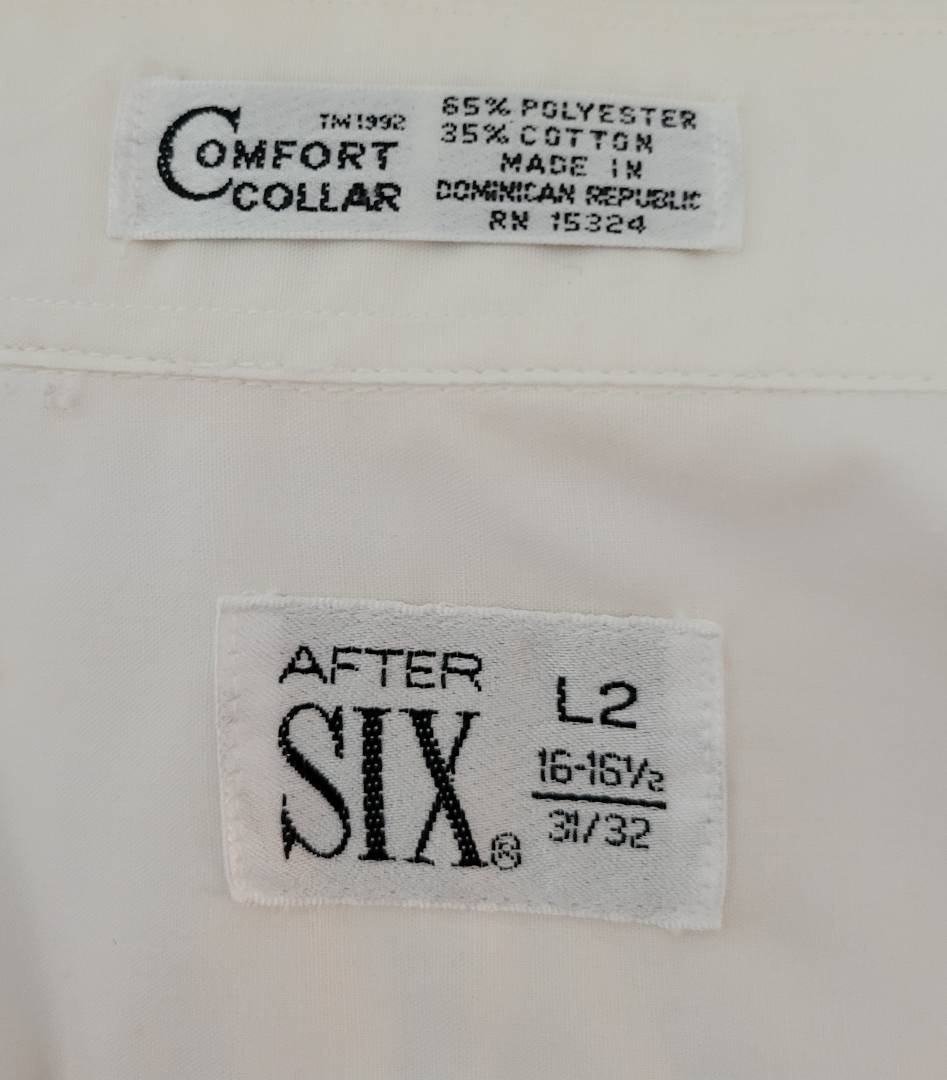 TM 1992
COMFORT
COLLAR
65% POLYESTER
35% COTTON
MADE IN
DOMINICAN REPUBLIC
RN 15324
AFTER
SIX®
L2
16-16½
31/32